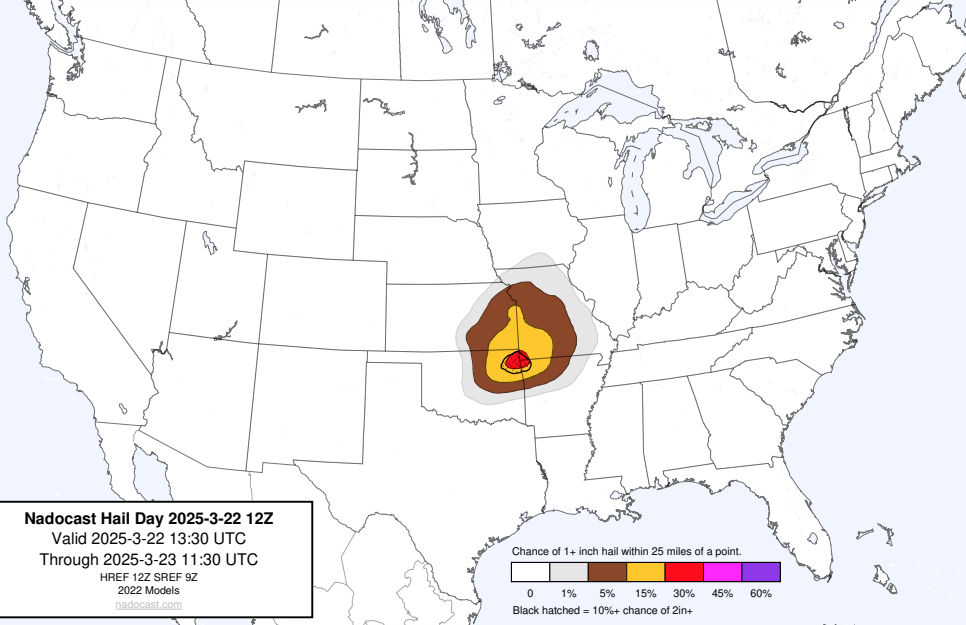 Nadocast Hail Day 2025-3-22 12Z
Valid 2025-3-22 13:30 UTC
Through 2025-3-23 11:30 UTC
HREF 12Z SREF 9Z
2022 Models
nadocast.com
Chance of 1+ inch hail within 25 miles of a point.
0 1% 5% 15% 30% 45% 60%
Black hatched = 10%+ chance of 2in+